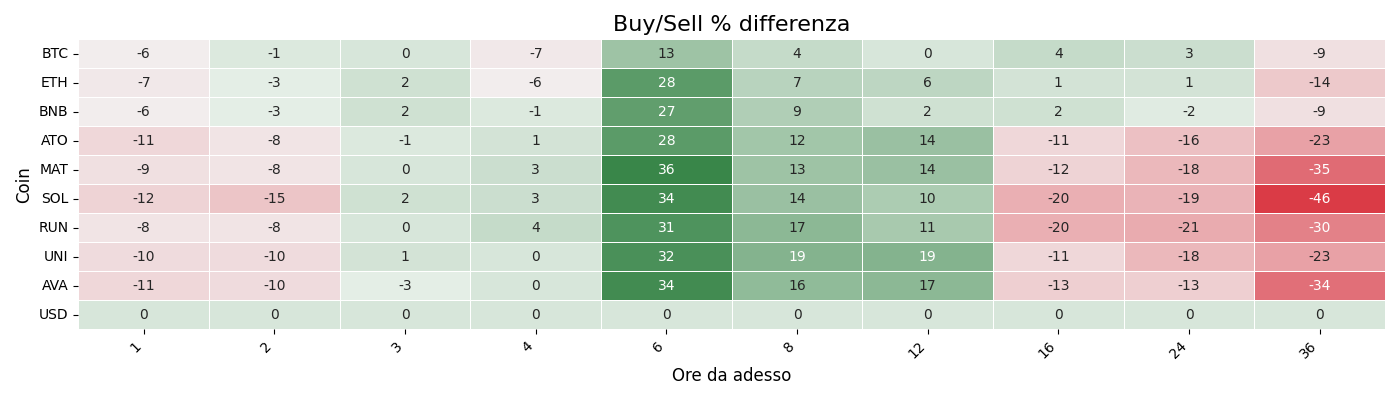 Buy/Sell % differenza
Coin
BTC -6 -1 0 -7 13 4 0 4 3 -9
ETH -7 -3 2 -6 28 7 6 1 1 -14
BNB -6 -3 2 -1 27 9 2 2 -2 -9
ATO -11 -8 -1 1 28 12 14 -11 -16 -23
MAT -9 -8 0 3 36 13 14 -12 -18 -35
SOL -12 -15 2 3 34 14 10 -20 -19 -46
RUN -8 -8 0 4 31 17 11 -20 -21 -30
UNI -10 -10 1 0 32 19 19 -11 -18 -23
AVA -11 -10 -3 0 34 16 17 -13 -13 -34
USD 0 0 0 0 0 0 0 0 0 0
1 2 3 4 6 8 12 16 24 36
Ore da adesso